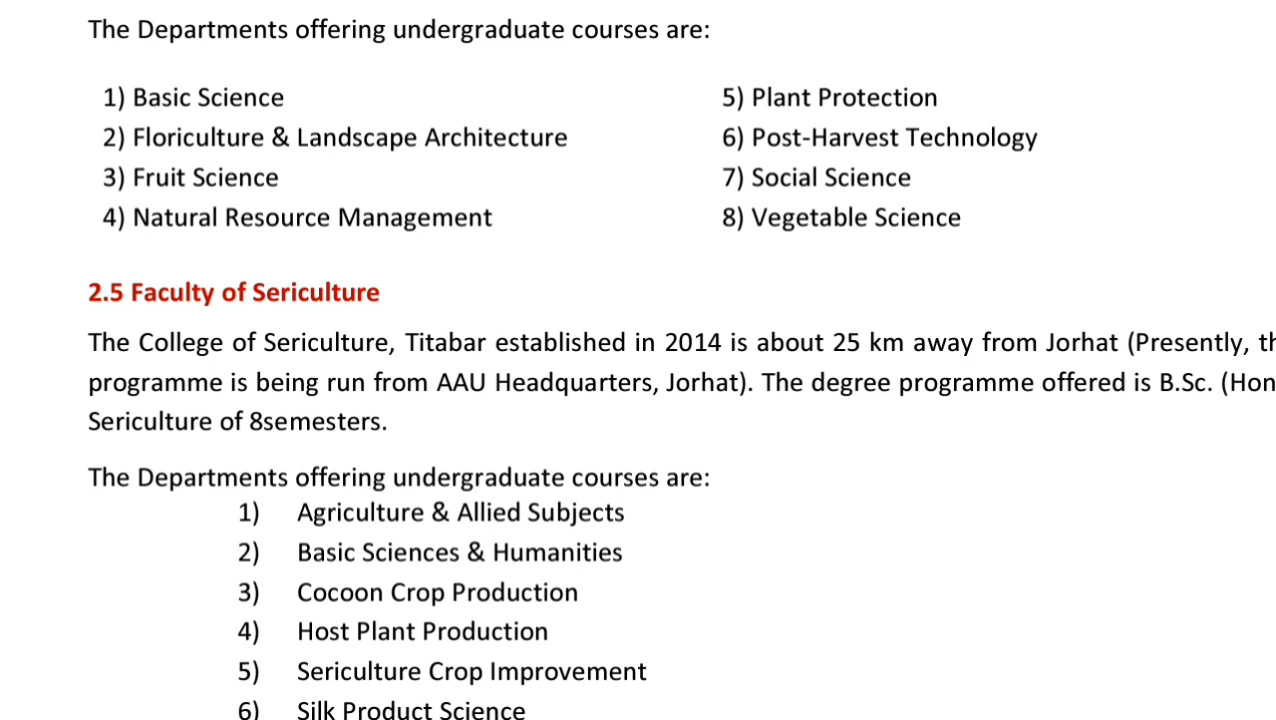 The Departments offering undergraduate courses are:
1) Basic Science
2) Floriculture & Landscape Architecture
3) Fruit Science
4) Natural Resource Management
5) Plant Protection
6) Post-Harvest Technology
7) Social Science
8) Vegetable Science
2.5 Faculty of Sericulture
The College of Sericulture, Titabar established in 2014 is about 25 km away from Jorhat (Presently,
programme is being run from AAU Headquarters, Jorhat). The degree programme offered is B.Sc. (Hon
Sericulture of 8semesters.
The Departments offering undergraduate courses are:
1) Agriculture & Allied Subjects
2) Basic Sciences & Humanities
3) Cocoon Crop Production
4) Host Plant Production
5) Sericulture Crop Improvement
6) Silk Product Science